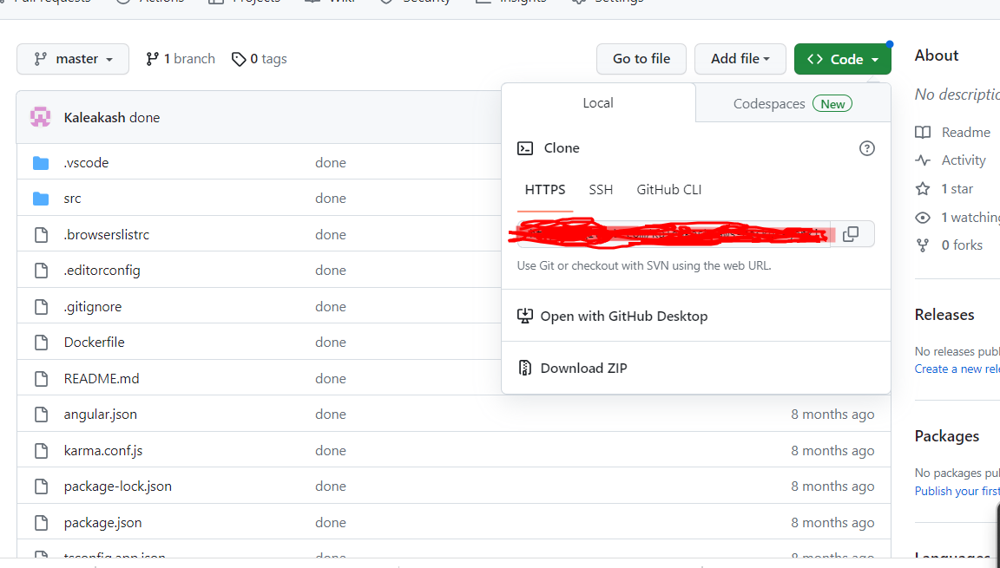 Pull requests Actions Projects Wiki Security Insights Settings
master 1 branch 0 tags Go to file Add file Code
Kaleakash done
.vscode done
src done
.browserslistrc done
.editorconfig done
.gitignore done
Dockerfile done
README.md done
angular.json done 8 months ago
karma.conf.js done 8 months ago
package-lock.json done 8 months ago
package.json done 8 months ago
tsconfig.app.json done 8 months ago
Local Codespaces New
Clone
HTTPS SSH GitHub CLI
Use Git or checkout with SVN using the web URL.
Open with GitHub Desktop
Download ZIP
About
No descriptio
Readme
Activity
1 star
1 watching
0 forks
Releases
No releases publ
Create a new rele
Packages
No packages pub
Publish your first
Languages